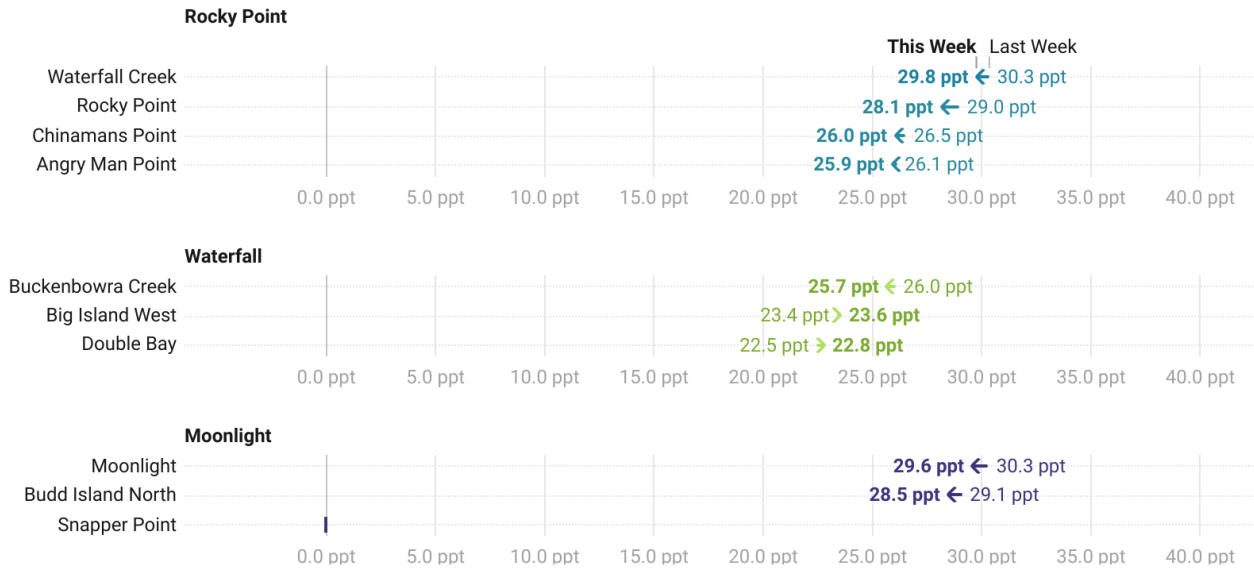 Rocky Point
This Week Last Week
Waterfall Creek 29.8 ppt 30.3 ppt
Rocky Point 28.1 ppt 29.0 ppt
Chinamans Point 26.0 ppt 26.5 ppt
Angry Man Point 25.9 ppt 26.1 ppt
0.0 ppt 5.0 ppt 10.0 ppt 15.0 ppt 20.0 ppt 25.0 ppt 30.0 ppt 35.0 ppt 40.0 ppt
Waterfall
Buckenbowra Creek 25.7 ppt 26.0 ppt
Big Island West 23.4 ppt 23.6 ppt
Double Bay 22.5 ppt 22.8 ppt
0.0 ppt 5.0 ppt 10.0 ppt 15.0 ppt 20.0 ppt 25.0 ppt 30.0 ppt 35.0 ppt 40.0 ppt
Moonlight
Moonlight 29.6 ppt 30.3 ppt
Budd Island North 28.5 ppt 29.1 ppt
Snapper Point
0.0 ppt 5.0 ppt 10.0 ppt 15.0 ppt 20.0 ppt 25.0 ppt 30.0 ppt 35.0 ppt 40.0 ppt